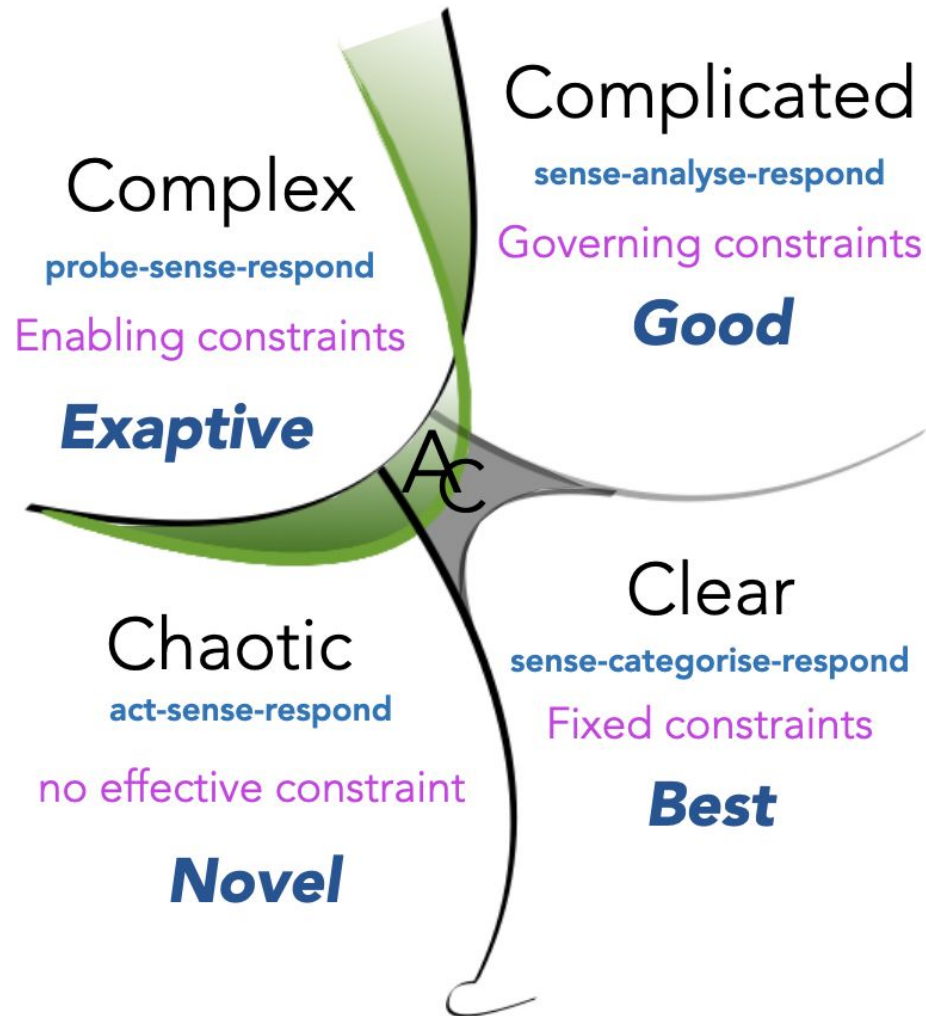 Complex
probe-sense-respond
Enabling constraints
Exaptive
Complicated
sense-analyse-respond
Governing constraints
Good
AC
Chaotic
act-sense-respond
no effective constraint
Novel
Clear
sense-categorise-respond
Fixed constraints
Best